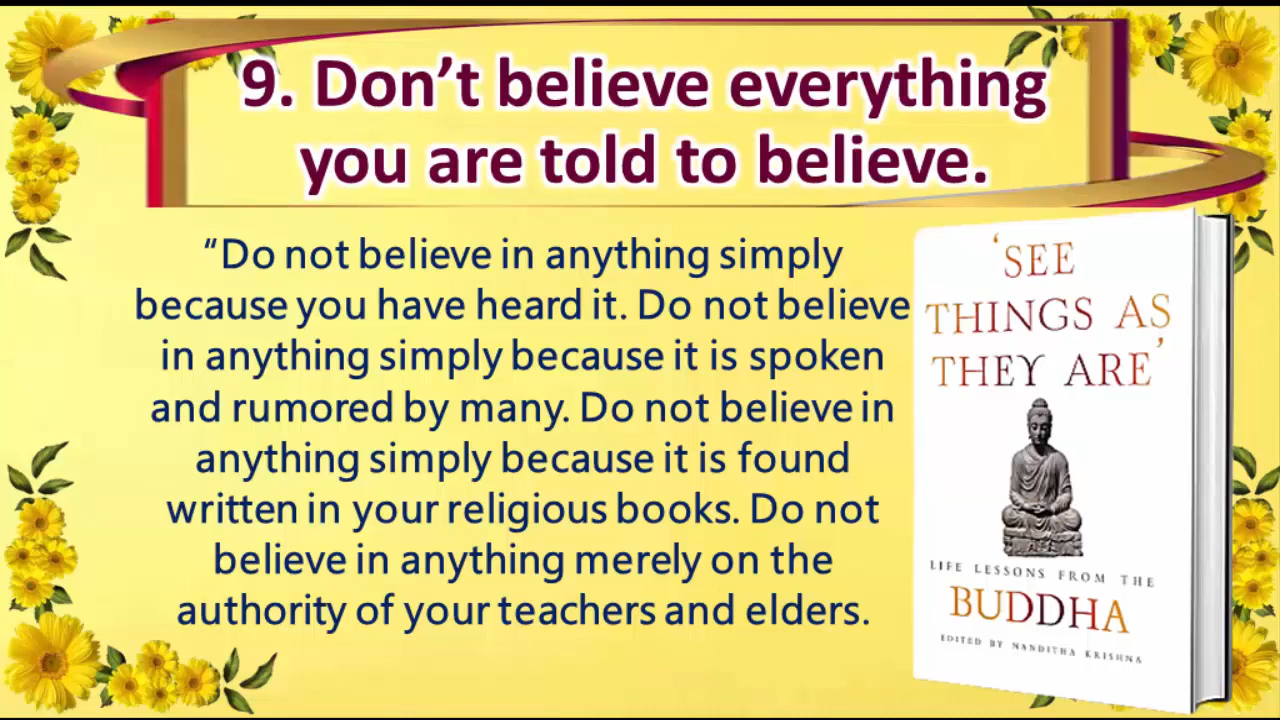 9. Don’t believe everything
you are told to believe.
“Do not believe in anything simply
because you have heard it. Do not believe
in anything simply because it is spoken
and rumored by many. Do not believe in
anything simply because it is found
written in your religious books. Do not
believe in anything merely on the
authority of your teachers and elders.
‘SEE
THINGS AS
THEY ARE’
LIFE LESSONS FROM THE
BUDDHA
EDITED BY NANDITHA KRISHNA